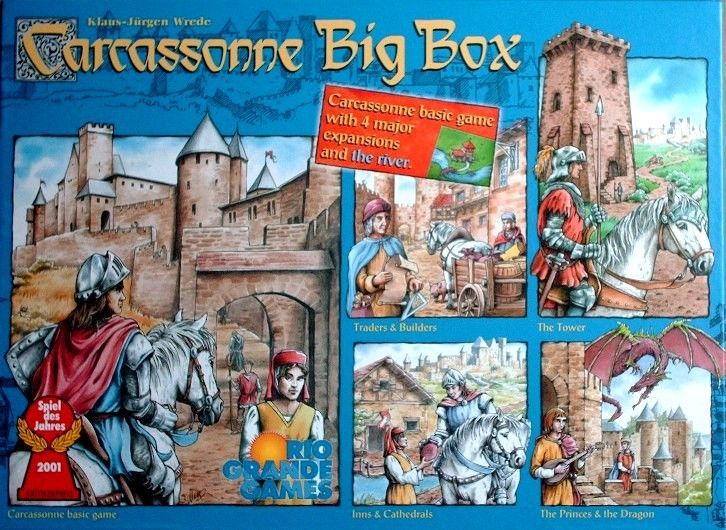 Klaus-Jürgen Wrede
Carcassonne Big Box
Carcassonne basic game
with 4 major
expansions
and the river.
Traders & Builders
The Tower
Spiel
des
Jahres
2001
RIO
GRANDE
GAMES
Carcassonne basic game
Inns & Cathedrals
The Princes & the Dragon